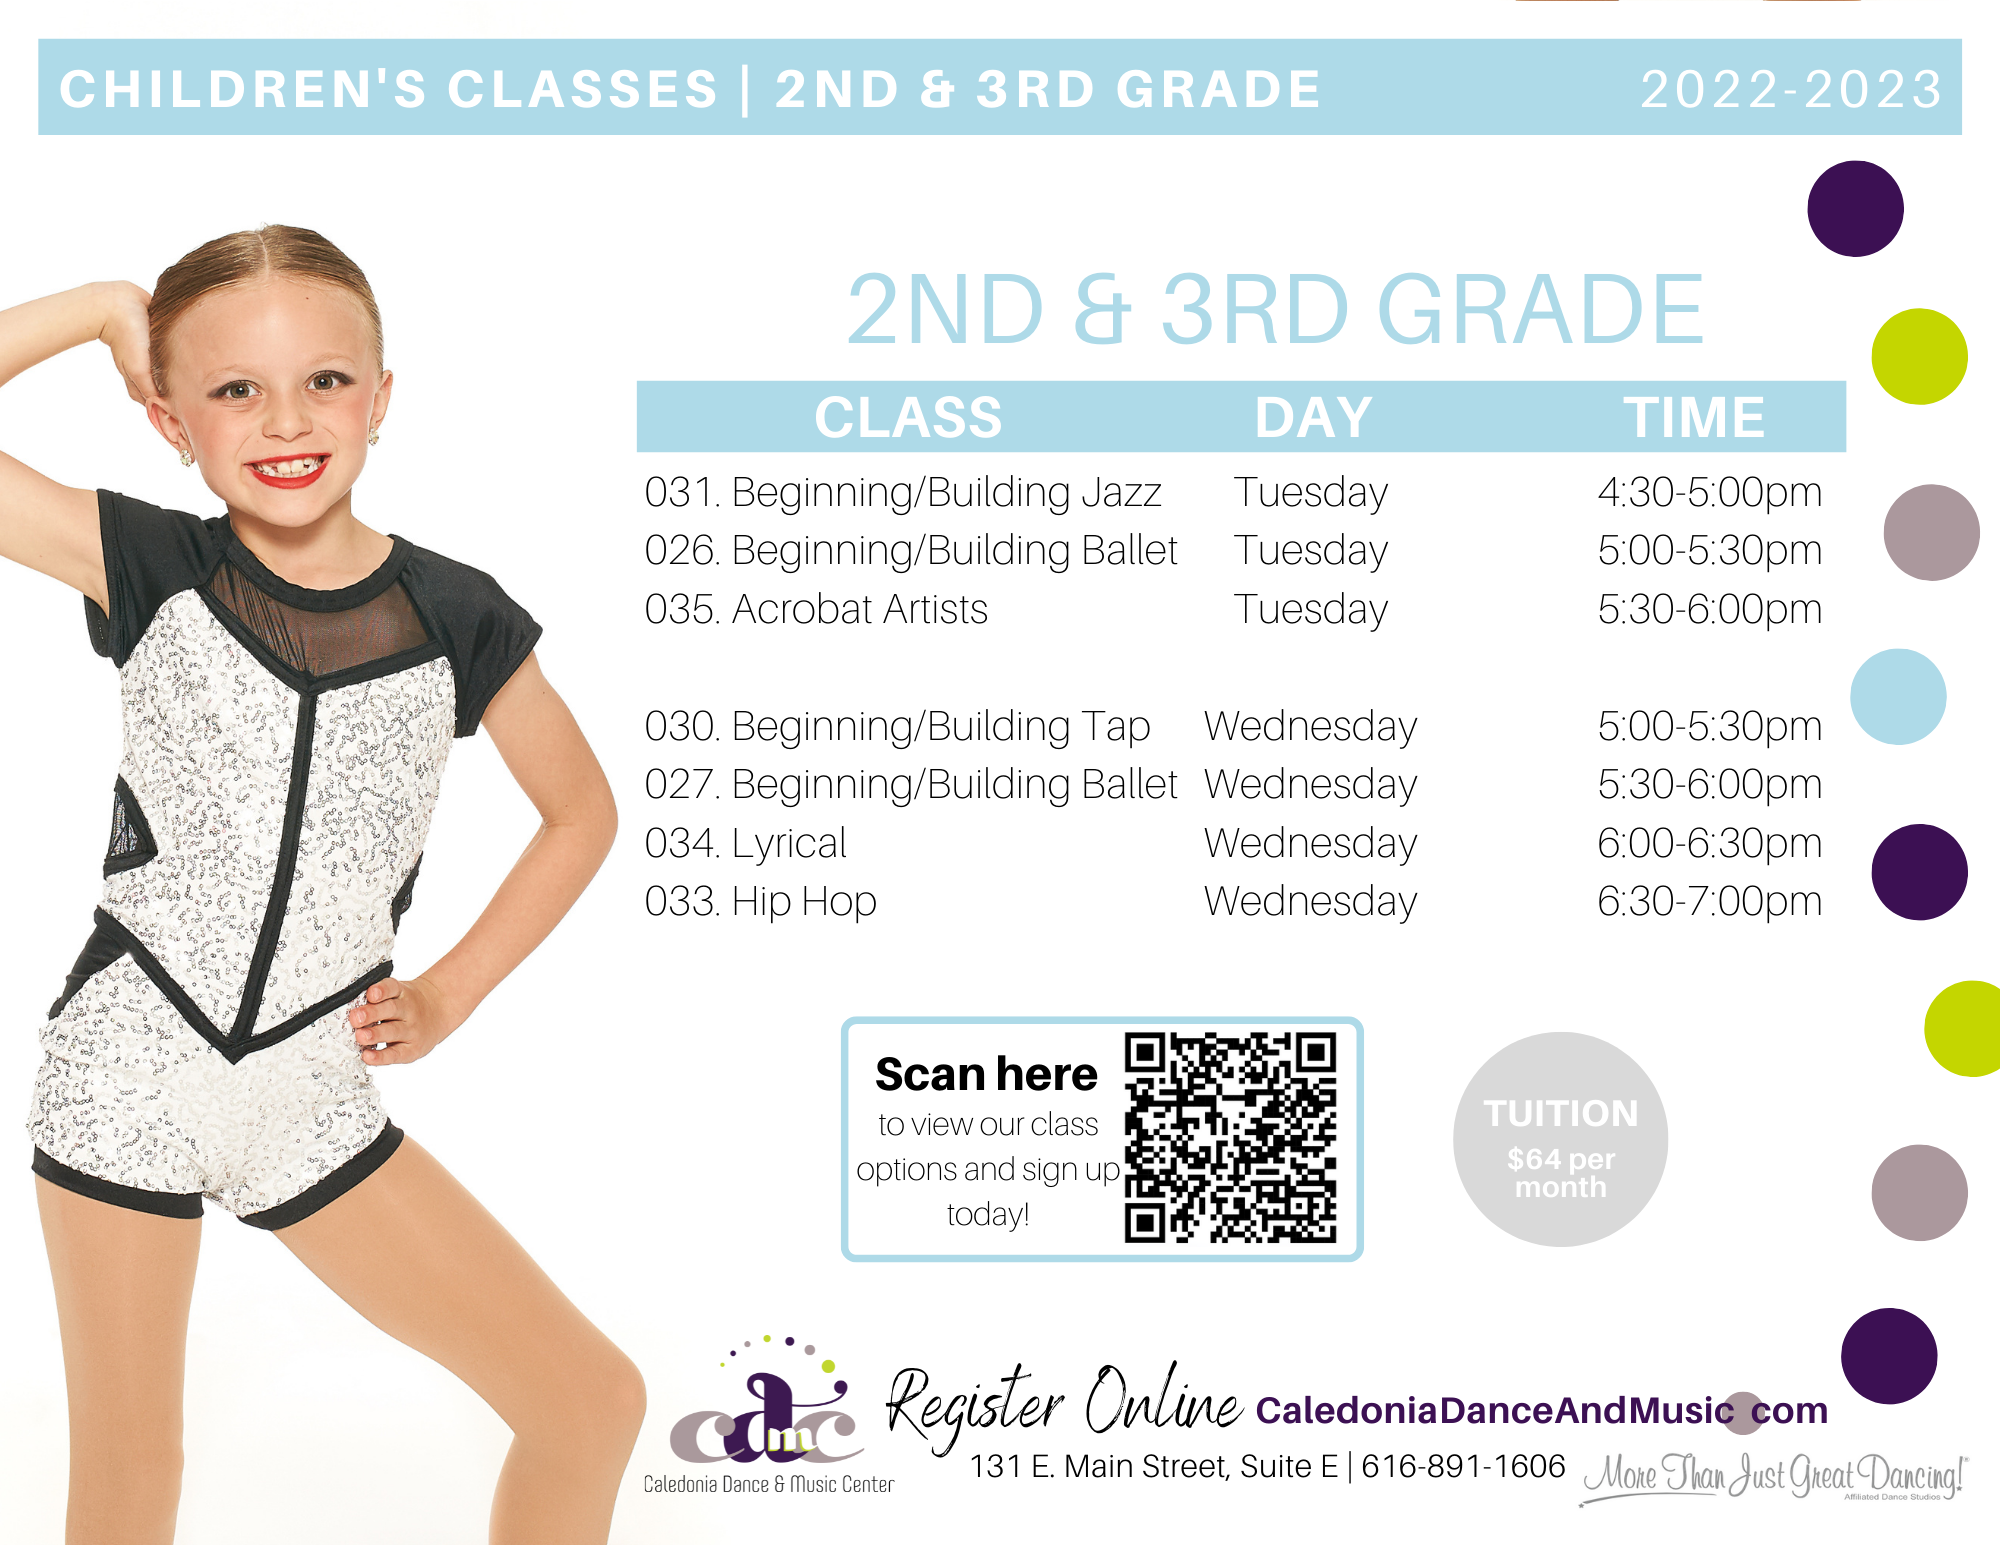 CHILDREN'S CLASSES | 2ND & 3RD GRADE 2022-2023
2ND & 3RD GRADE
CLASS DAY TIME
031. Beginning/Building Jazz Tuesday 4:30-5:00pm
026. Beginning/Building Ballet Tuesday 5:00-5:30pm
035. Acrobat Artists Tuesday 5:30-6:00pm
030. Beginning/Building Tap Wednesday 5:00-5:30pm
027. Beginning/Building Ballet Wednesday 5:30-6:00pm
034. Lyrical Wednesday 6:00-6:30pm
033. Hip Hop Wednesday 6:30-7:00pm
Scan here
to view our class
options and sign up
today!
TUITION
$64 per
month
cdmc
Caledonia Dance & Music Center
Register Online CaledoniaDanceAndMusic com
131 E. Main Street, Suite E | 616-891-1606
More Than Just Great Dancing!®
Affiliated Dance Studios